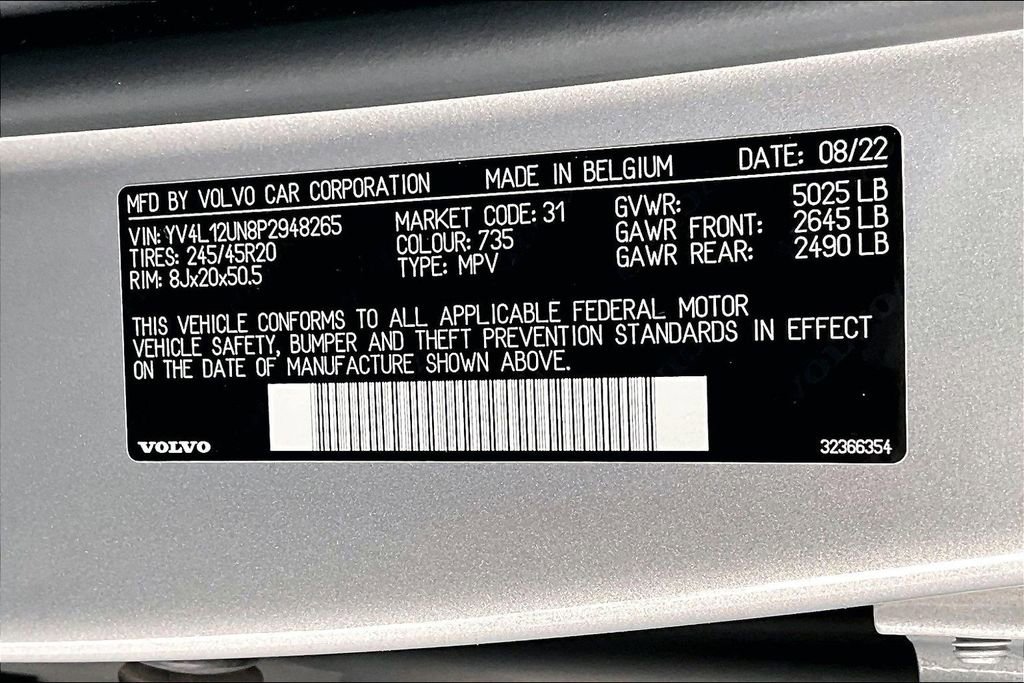 MFD BY VOLVO CAR CORPORATION MADE IN BELGIUM DATE: 08/22
VIN: YV4L12UN8P2948265 MARKET CODE: 31 GVWR: 5025 LB
TIRES: 245/45R20 COLOUR: 735 GAWR FRONT: 2645 LB
RIM: 8Jx20x50.5 TYPE: MPV GAWR REAR: 2490 LB
THIS VEHICLE CONFORMS TO ALL APPLICABLE FEDERAL MOTOR
VEHICLE SAFETY, BUMPER AND THEFT PREVENTION STANDARDS IN EFFECT
ON THE DATE OF MANUFACTURE SHOWN ABOVE.
VOLVO 32366354